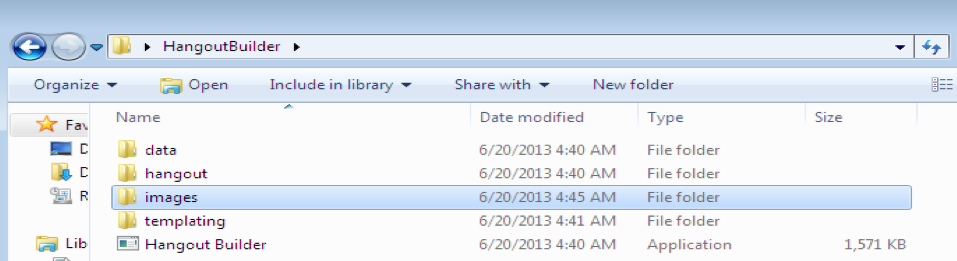 HangoutBuilder
Organize Open Include in library Share with New folder
Name Date modified Type Size
Fav
D
D
R
Lib
data 6/20/2013 4:40 AM File folder
hangout 6/20/2013 4:40 AM File folder
images 6/20/2013 4:45 AM File folder
templating 6/20/2013 4:41 AM File folder
Hangout Builder 6/20/2013 4:40 AM Application 1,571 KB